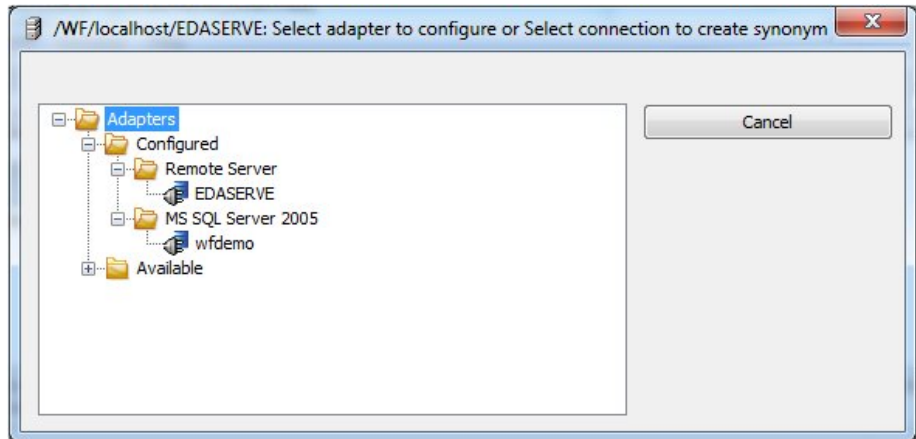 /WF/localhost/EDASERVE: Select adapter to configure or Select connection to create synonym
Adapters
Cancel
Configured
Remote Server
EDASERVE
MS SQL Server 2005
wfdemo
Available